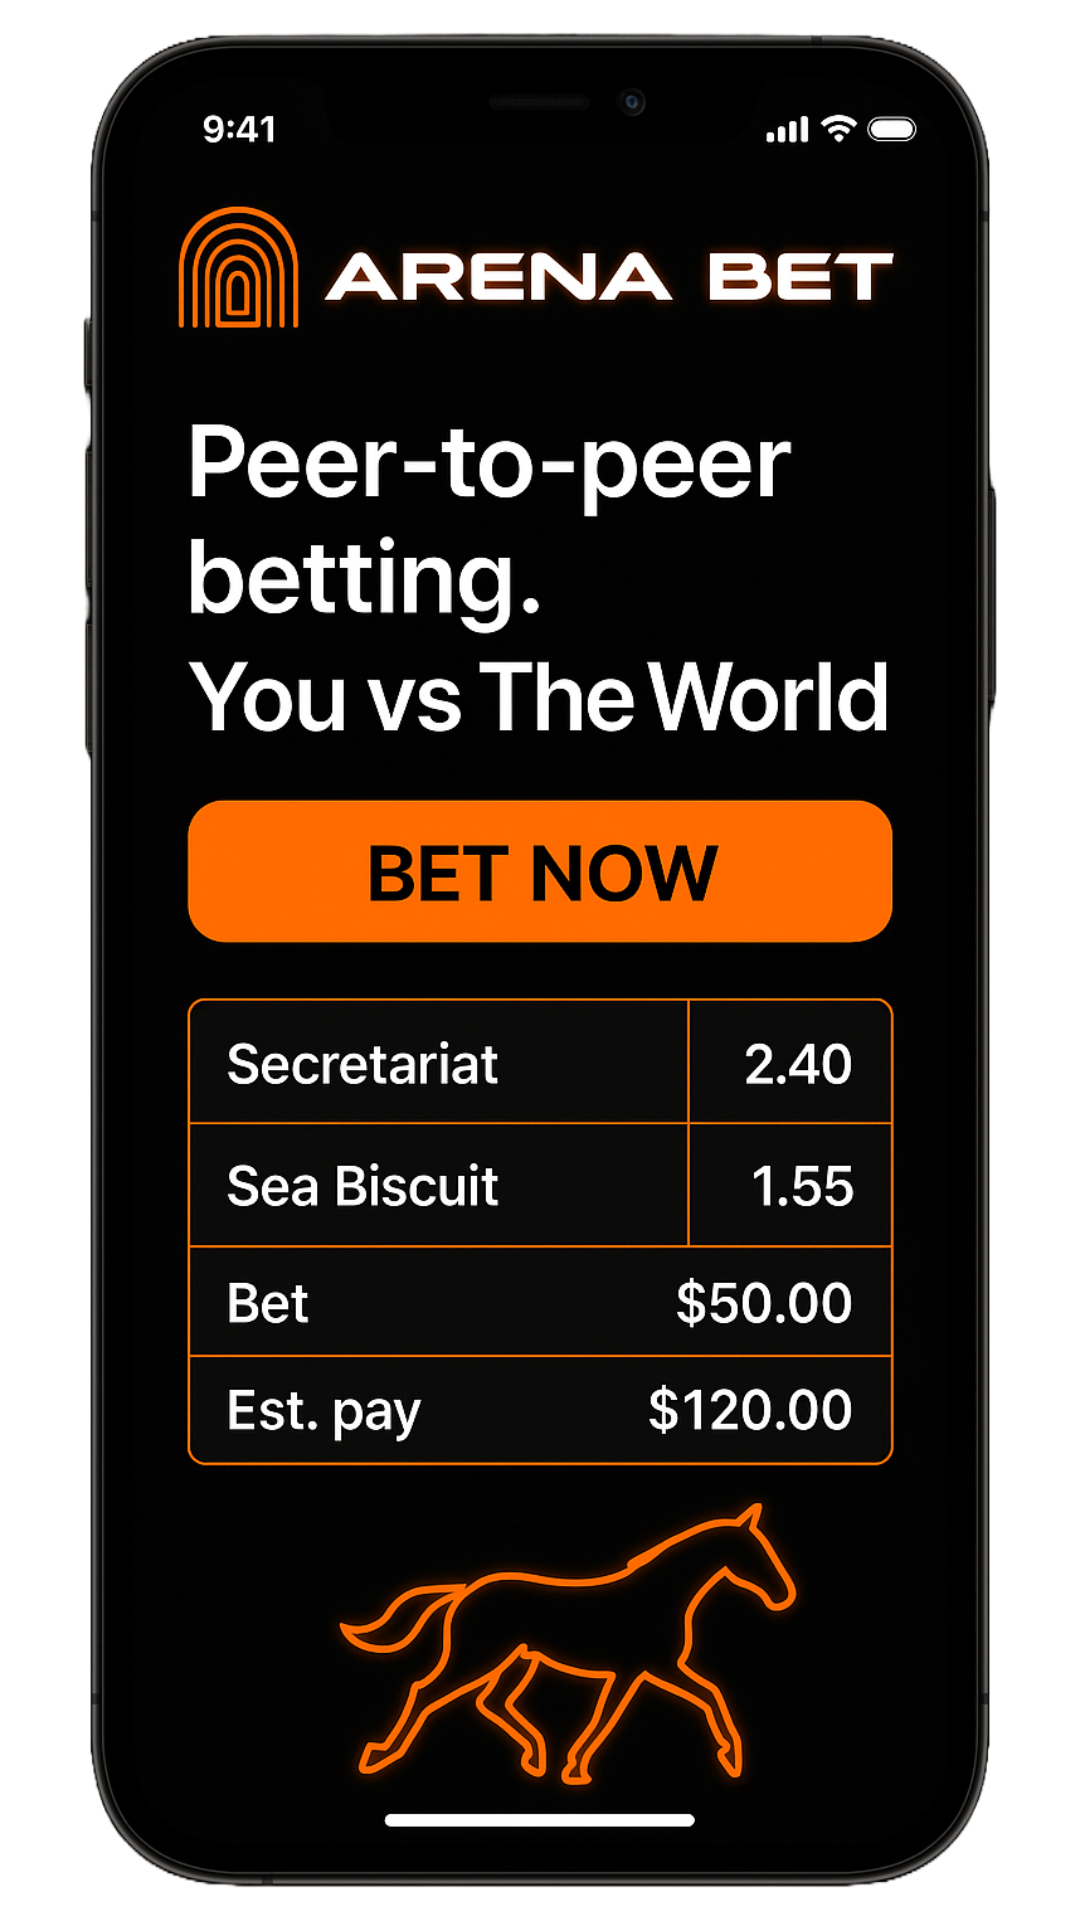 9:41
ARENA BET
Peer-to-peer
betting.
You vs The World
BET NOW
Secretariat 2.40
Sea Biscuit 1.55
Bet $50.00
Est. pay $120.00